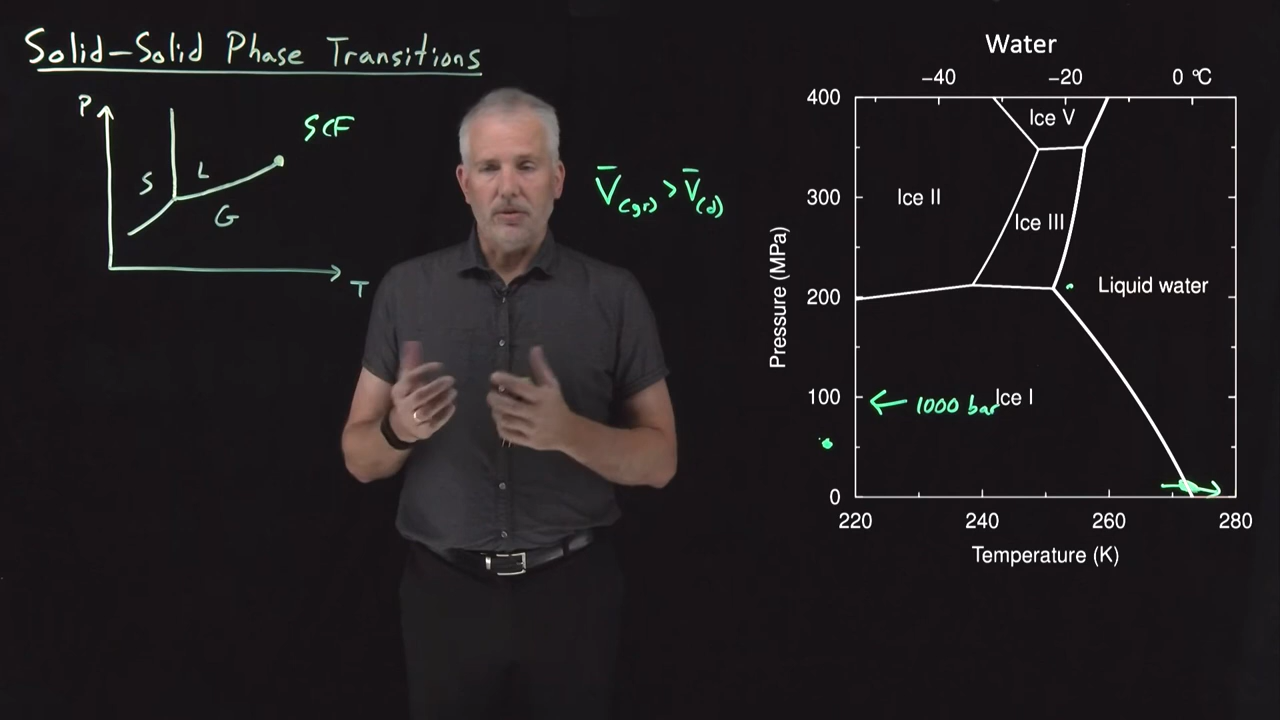 Solid-Solid Phase Transitions
P
SCF
S
L
G
T
V̄(gr) > V̄(d)
Water
−40 −20 0 °C
400
300
200
100
0
Pressure (MPa)
Ice V
Ice II
Ice III
Liquid water
← 1000 bar
Ice I
220 240 260 280
Temperature (K)